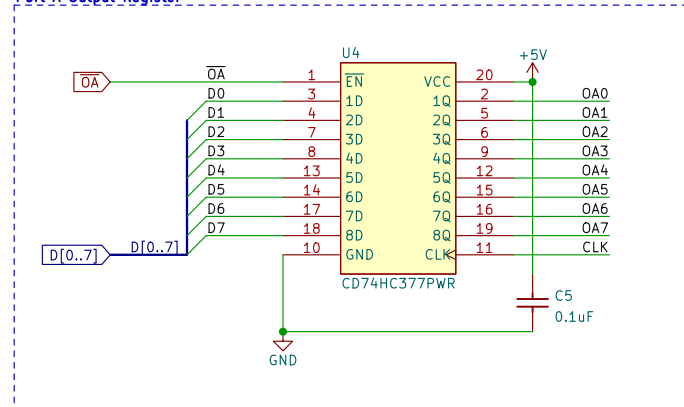 Port A Output Register
U4
+5V
OA
OA
1
EN
VCC
20
D0
3
1D
1Q
2
OA0
D1
4
2D
2Q
5
OA1
D2
7
3D
3Q
6
OA2
D3
8
4D
4Q
9
OA3
D4
13
5D
5Q
12
OA4
D5
14
6D
6Q
15
OA5
D6
17
7D
7Q
16
OA6
D7
18
8D
8Q
19
OA7
D[0..7]
D[0..7]
10
GND
CLK
11
CLK
CD74HC377PWR
C5
0.1uF
GND